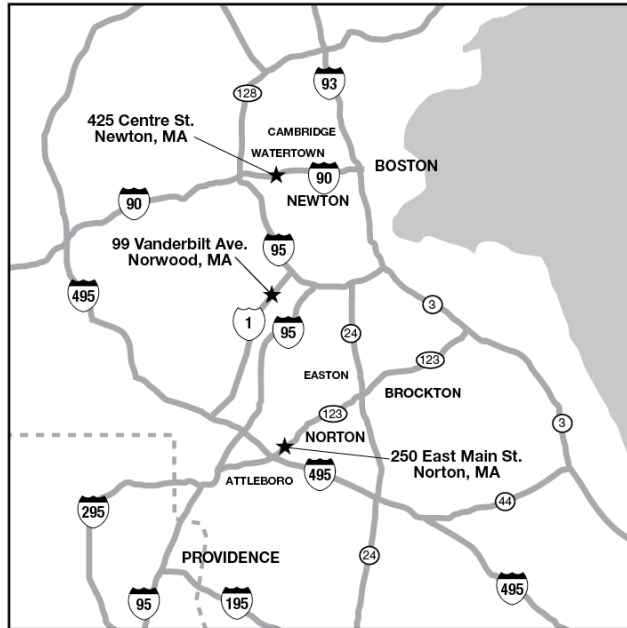 93
128
425 Centre St.
Newton, MA
CAMBRIDGE
WATERTOWN
BOSTON
90
NEWTON
90
99 Vanderbilt Ave.
Norwood, MA
95
495
3
1
95
24
123
EASTON
BROCKTON
123
3
NORTON
250 East Main St.
Norton, MA
495
ATTLEBORO
44
295
PROVIDENCE
24
495
95
195